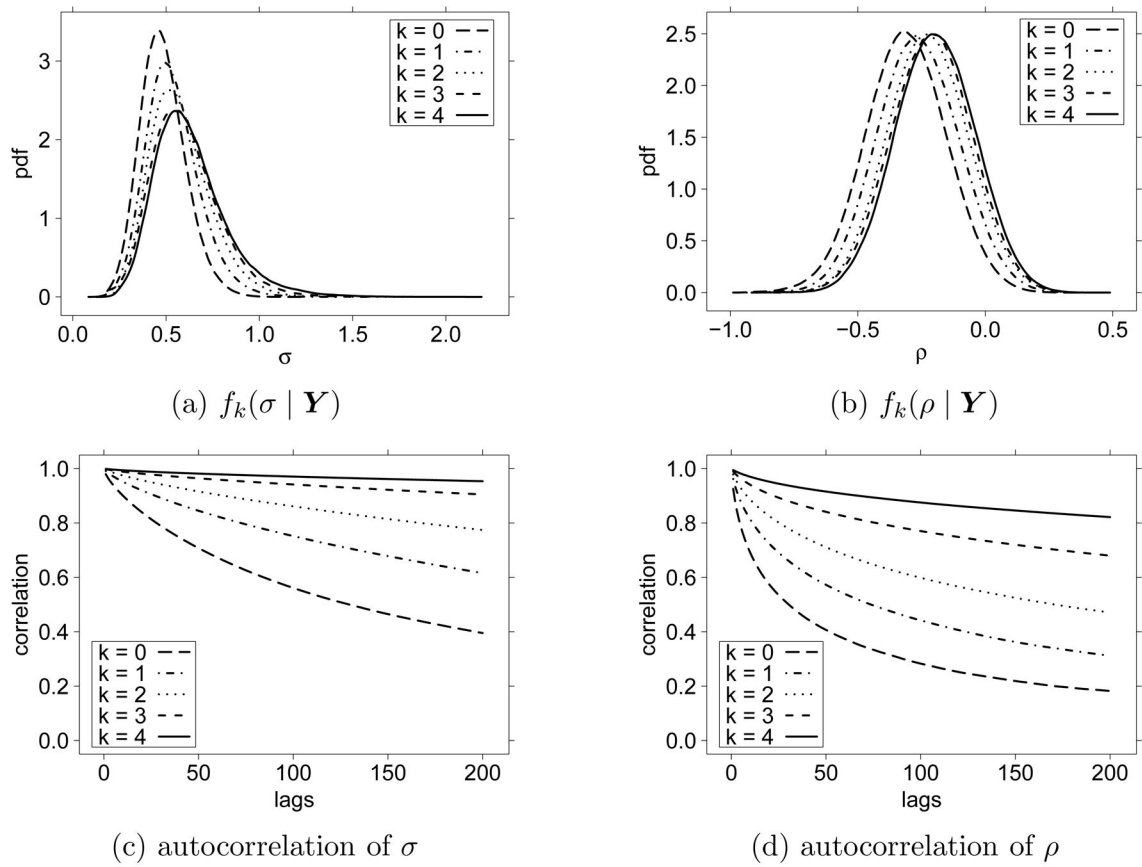 k = 0
k = 1
k = 2
k = 3
k = 4
pdf
3
2
1
0
0.0 0.5 1.0 1.5 2.0
σ
(a) f_k(σ | Y)
k = 0
k = 1
k = 2
k = 3
k = 4
pdf
2.5
2.0
1.5
1.0
0.5
0.0
−1.0 −0.5 0.0 0.5
ρ
(b) f_k(ρ | Y)
correlation
1.0
0.8
0.6
0.4
0.2
0.0
k = 0
k = 1
k = 2
k = 3
k = 4
0 50 100 150 200
lags
(c) autocorrelation of σ
correlation
1.0
0.8
0.6
0.4
0.2
0.0
k = 0
k = 1
k = 2
k = 3
k = 4
0 50 100 150 200
lags
(d) autocorrelation of ρ